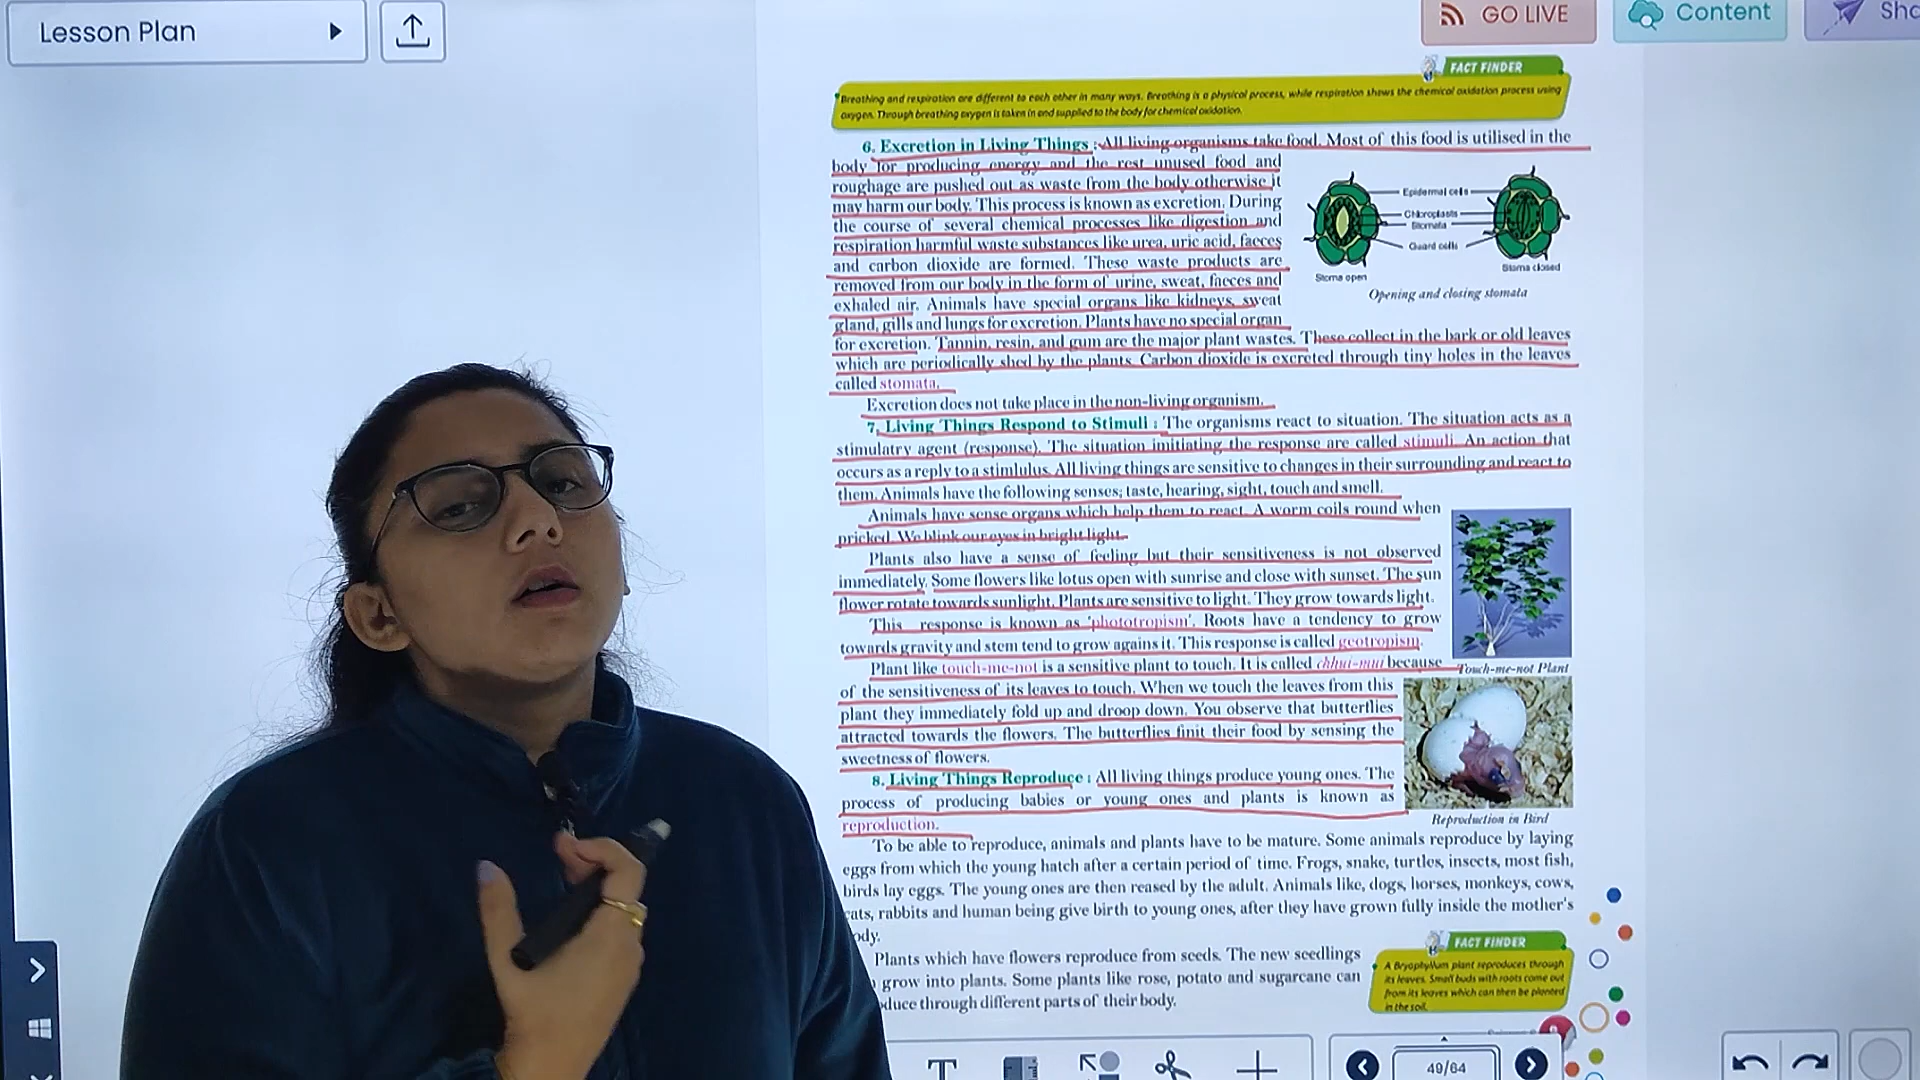 Lesson Plan
GO LIVE
Content
Sha
FACT FINDER
Breathing and respiration are different to each other in many ways. Breathing is a physical process, while respiration shows the chemical oxidation process using
oxygen. Through breathing oxygen is taken in and supplied to the body for chemical oxidation.
6. Excretion in Living Things : All living organisms take food. Most of this food is utilised in the
body for producing energy and the rest unused food and
roughage are pushed out as waste from the body otherwise it
may harm our body. This process is known as excretion. During
the course of several chemical processes like digestion and
respiration harmful waste substances like urea, uric acid, faeces
and carbon dioxide are formed. These waste products are
removed from our body in the form of urine, sweat, faeces and
exhaled air. Animals have special organs like kidneys, sweat
gland, gills and lungs for excretion. Plants have no special organ
for excretion. Tannin, resin, and gum are the major plant wastes. These collect in the bark or old leaves
which are periodically shed by the plants. Carbon dioxide is excreted through tiny holes in the leaves
called stomata.
Epidermal cells
Chloroplasts
Stomata
Guard cells
Stoma open
Stoma closed
Opening and closing stomata
Excretion does not take place in the non-living organism.
7. Living Things Respond to Stimuli : The organisms react to situation. The situation acts as a
stimulatry agent (response). The situation imitiating the response are called stimuli. An action that
occurs as a reply to a stimlulus. All living things are sensitive to changes in their surrounding and react to
them. Animals have the following senses; taste, hearing, sight, touch and smell.
Animals have sense organs which help them to react. A worm coils round when
pricked. We blink our eyes in bright light.
Plants also have a sense of feeling but their sensitiveness is not observed
immediately. Some flowers like lotus open with sunrise and close with sunset. The sun
flower rotate towards sunlight. Plants are sensitive to light. They grow towards light.
This response is known as 'phototropism'. Roots have a tendency to grow
towards gravity and stem tend to grow agains it. This response is called geotropism.
Plant like touch-me-not is a sensitive plant to touch. It is called chhui-mui because
of the sensitiveness of its leaves to touch. When we touch the leaves from this
plant they immediately fold up and droop down. You observe that butterflies
attracted towards the flowers. The butterflies finit their food by sensing the
sweetness of flowers.
Touch-me-not Plant
8. Living Things Reproduce : All living things produce young ones. The
process of producing babies or young ones and plants is known as
reproduction.
Reproduction in Bird
To be able to reproduce, animals and plants have to be mature. Some animals reproduce by laying
eggs from which the young hatch after a certain period of time. Frogs, snake, turtles, insects, most fish,
birds lay eggs. The young ones are then reased by the adult. Animals like, dogs, horses, monkeys, cows,
cats, rabbits and human being give birth to young ones, after they have grown fully inside the mother's
ody.
Plants which have flowers reproduce from seeds. The new seedlings
grow into plants. Some plants like rose, potato and sugarcane can
duce through different parts of their body.
FACT FINDER
A Bryophyllum plant reproduces through
its leaves. Small buds with roots come out
from its leaves which can then be planted
in the soil.
T
49/64